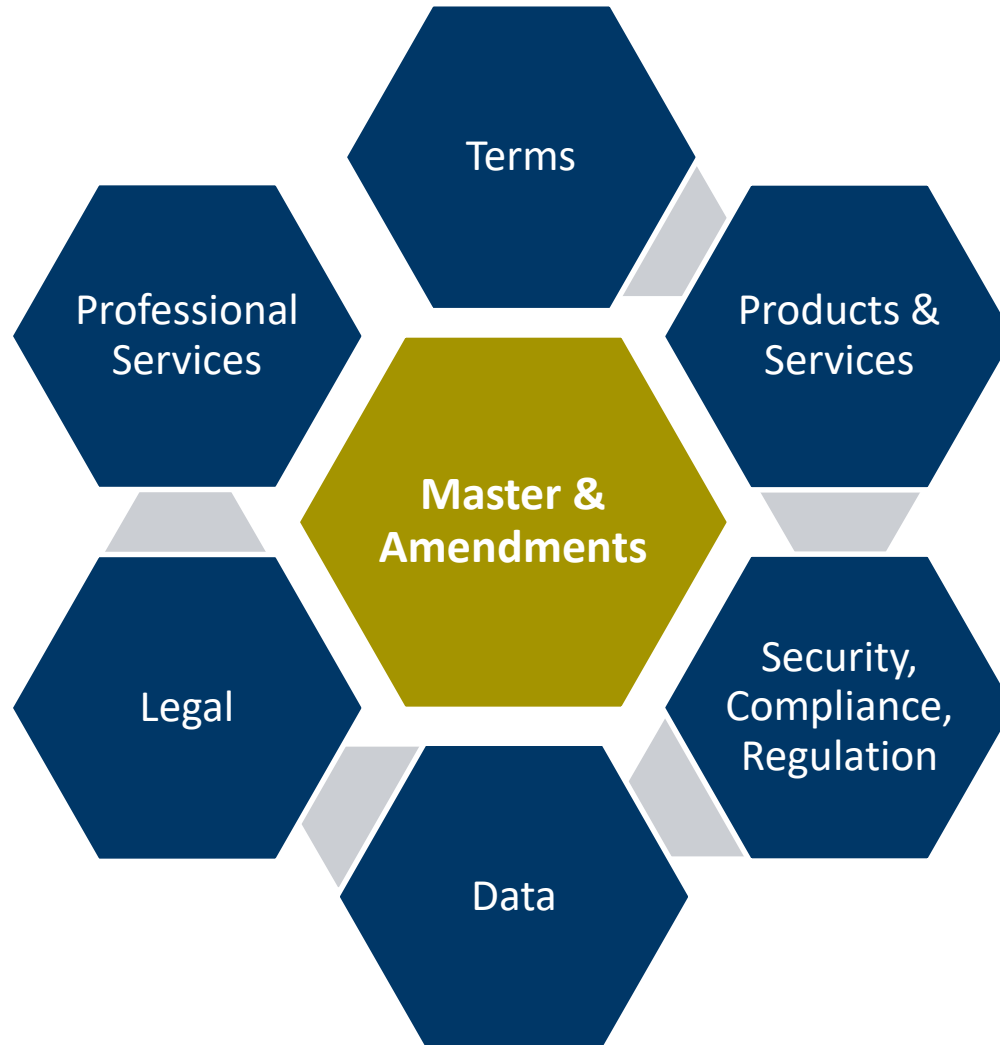 Terms
Professional
Services
Products &
Services
Master &
Amendments
Legal
Security,
Compliance,
Regulation
Data